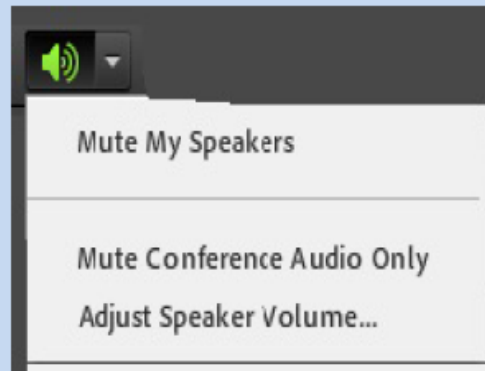 Mute My Speakers
Mute Conference Audio Only
Adjust Speaker Volume...